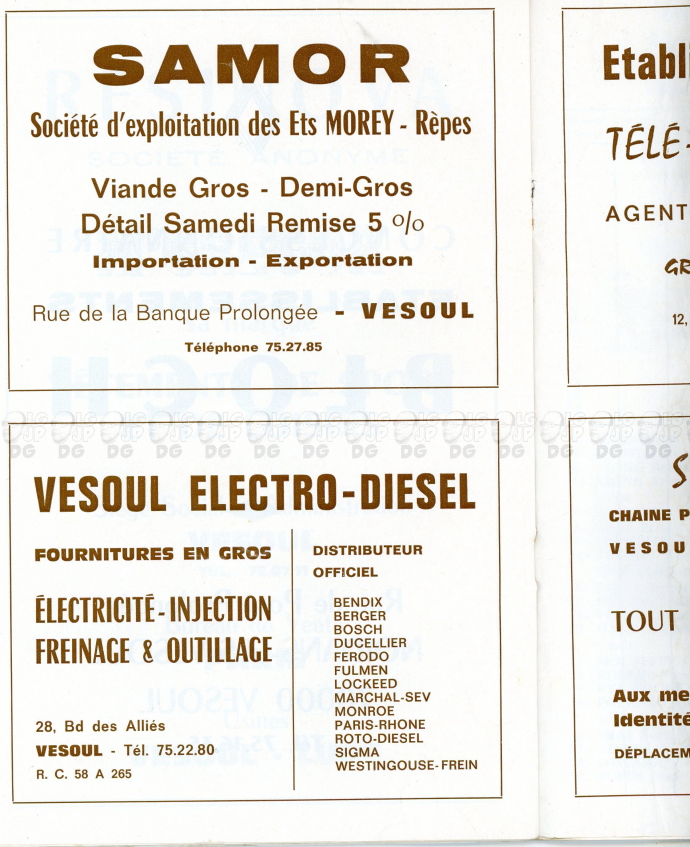 SAMOR
Société d'exploitation des Ets MOREY - Rèpes
Viande Gros - Demi-Gros
Détail Samedi Remise 5 %
Importation - Exportation
Rue de la Banque Prolongée - VESOUL
Téléphone 75.27.85
VESOUL ELECTRO-DIESEL
FOURNITURES EN GROS
ÉLECTRICITÉ - INJECTION
FREINAGE & OUTILLAGE
28, Bd des Alliés
VESOUL - Tél. 75.22.80
R. C. 58 A 265
DISTRIBUTEUR
OFFICIEL
BENDIX
BERGER
BOSCH
DUCELLIER
FERODO
FULMEN
LOCKEED
MARCHAL-SEV
MONROE
PARIS-RHONE
ROTO-DIESEL
SIGMA
WESTINGOUSE-FREIN
Etabli
TÉLÉ-
AGENT
GR
12,
S
CHAINE P
VESOU
TOUT
Aux me
Identité
DÉPLACEM